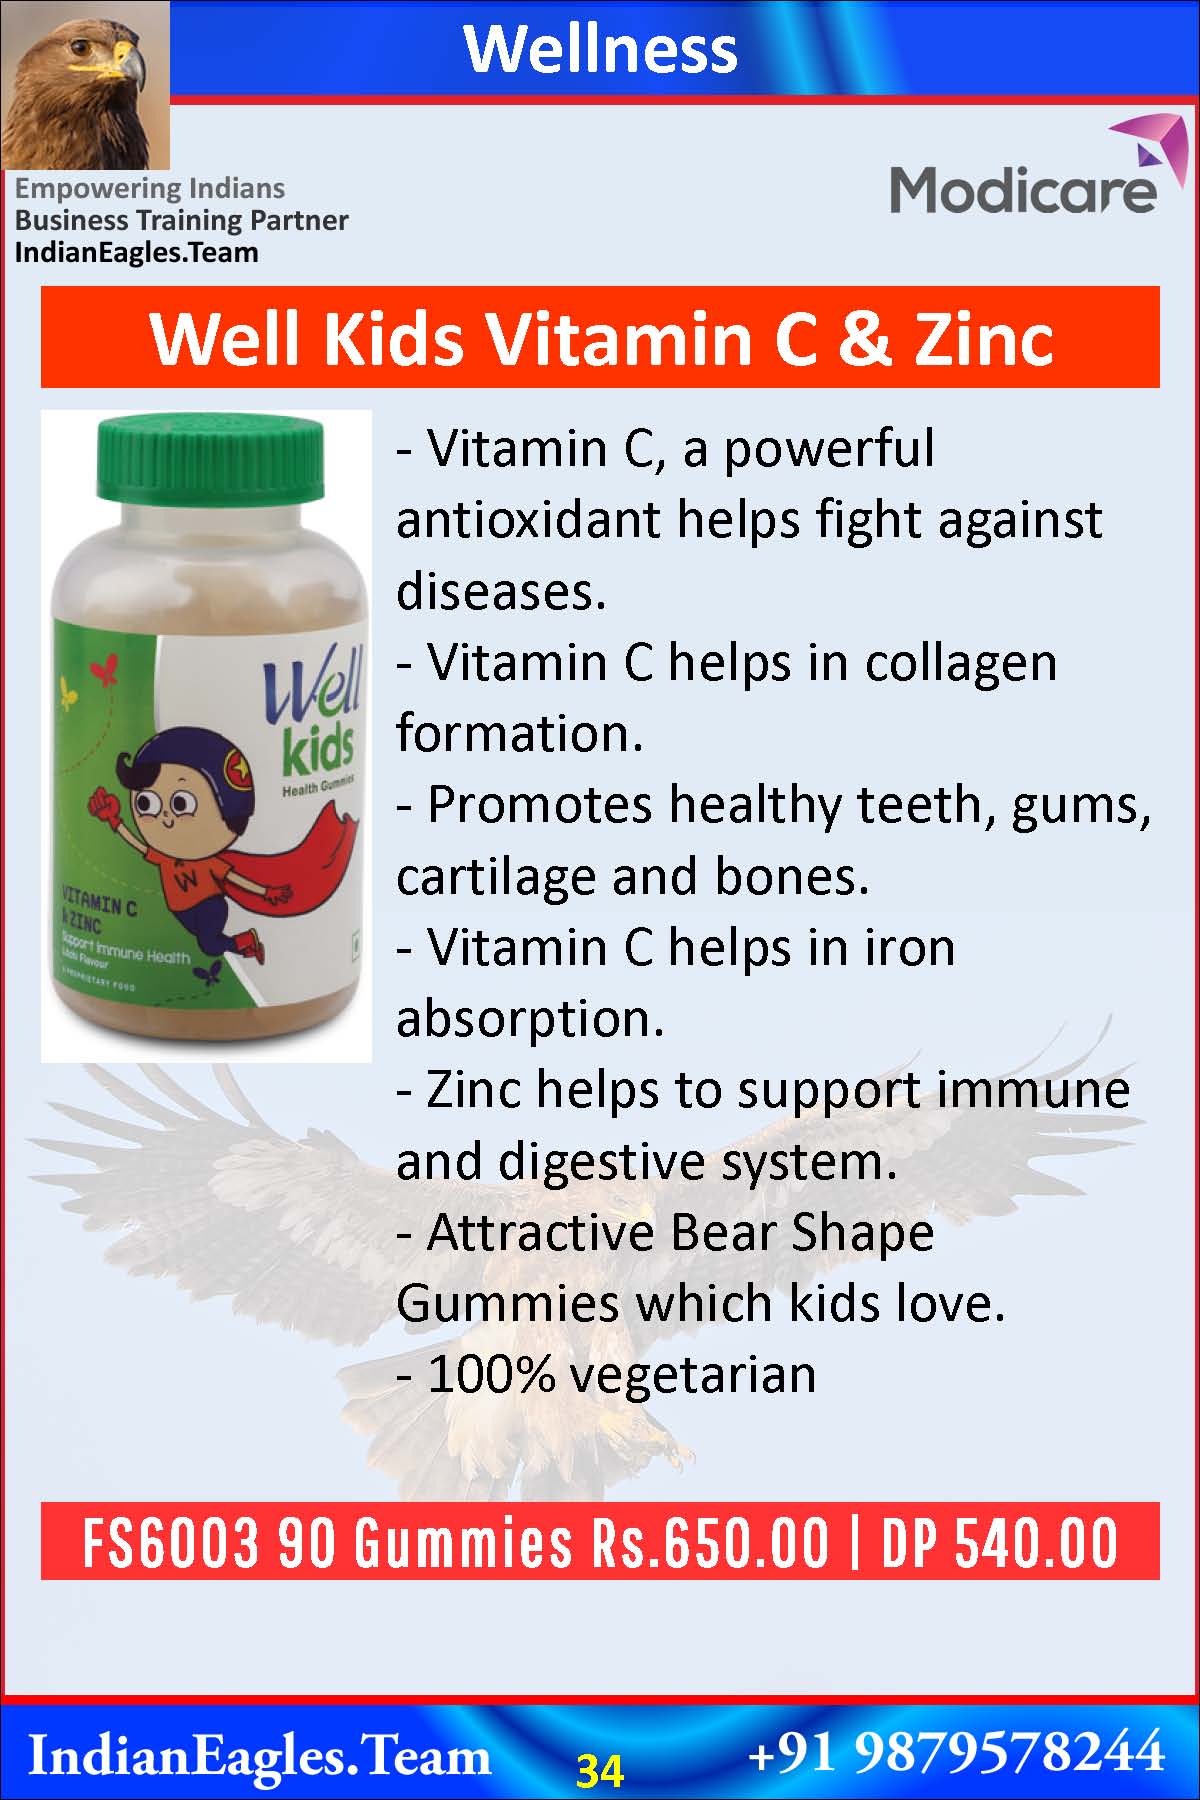 Wellness
Empowering Indians
Business Training Partner
IndianEagles.Team
Modicare
Well Kids Vitamin C & Zinc
- Vitamin C, a powerful
antioxidant helps fight against
diseases.
- Vitamin C helps in collagen
formation.
- Promotes healthy teeth, gums,
cartilage and bones.
- Vitamin C helps in iron
absorption.
- Zinc helps to support immune
and digestive system.
- Attractive Bear Shape
Gummies which kids love.
- 100% vegetarian
Well
kids
Health Gummies
W
VITAMIN C
& ZINC
Support Immune Health
Flavour
PROPRIETARY FOOD
FS6003 90 Gummies Rs.650.00 | DP 540.00
IndianEagles.Team
34
+91 9879578244